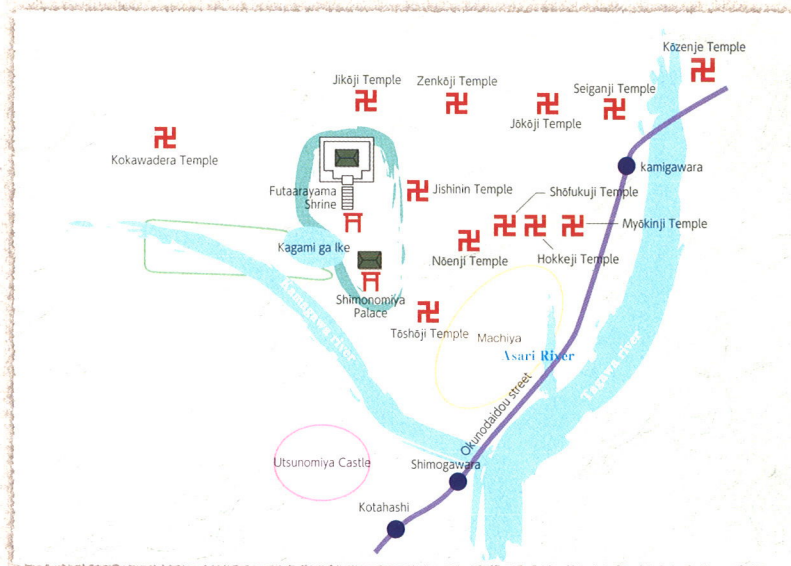 Kōzenje Temple
Jikōji Temple
Zenkōji Temple
Seiganji Temple
Jōkōji Temple
Kokawadera Temple
kamigawara
Futaarayama
Shrine
Jishinin Temple
Shōfukuji Temple
Myōkinji Temple
Kagami ga Ike
Nōenji Temple
Hokkeji Temple
Shimonomiya
Palace
Kamagawa river
Tōshōji Temple
Machiya
Asari River
Tagawa river
Okunodaidou street
Utsunomiya Castle
Shimogawara
Kotahashi